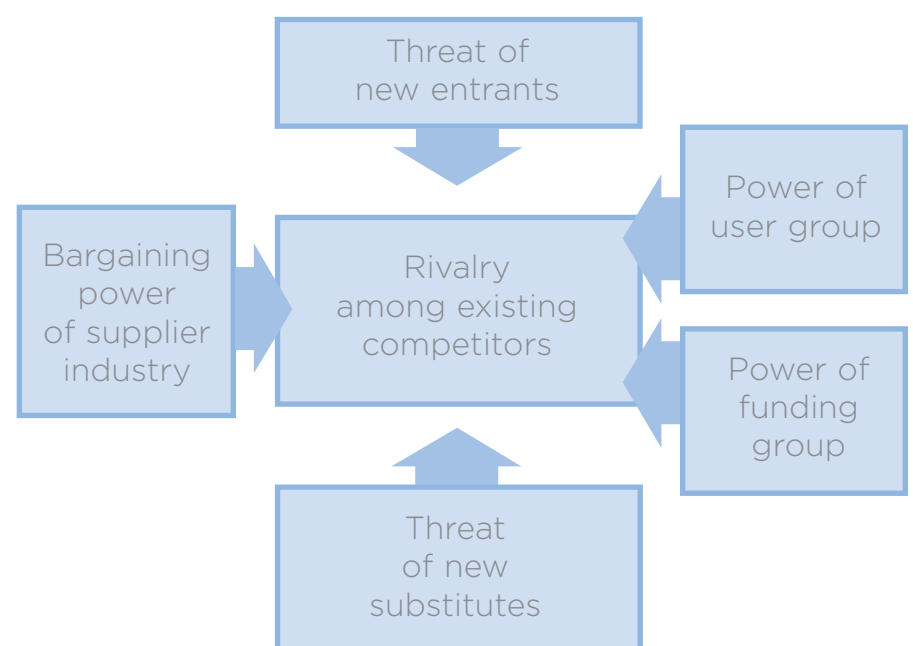 Threat of
new entrants
Power of
user group
Bargaining
power
of supplier
industry
Rivalry
among existing
competitors
Power of
funding
group
Threat
of new
substitutes